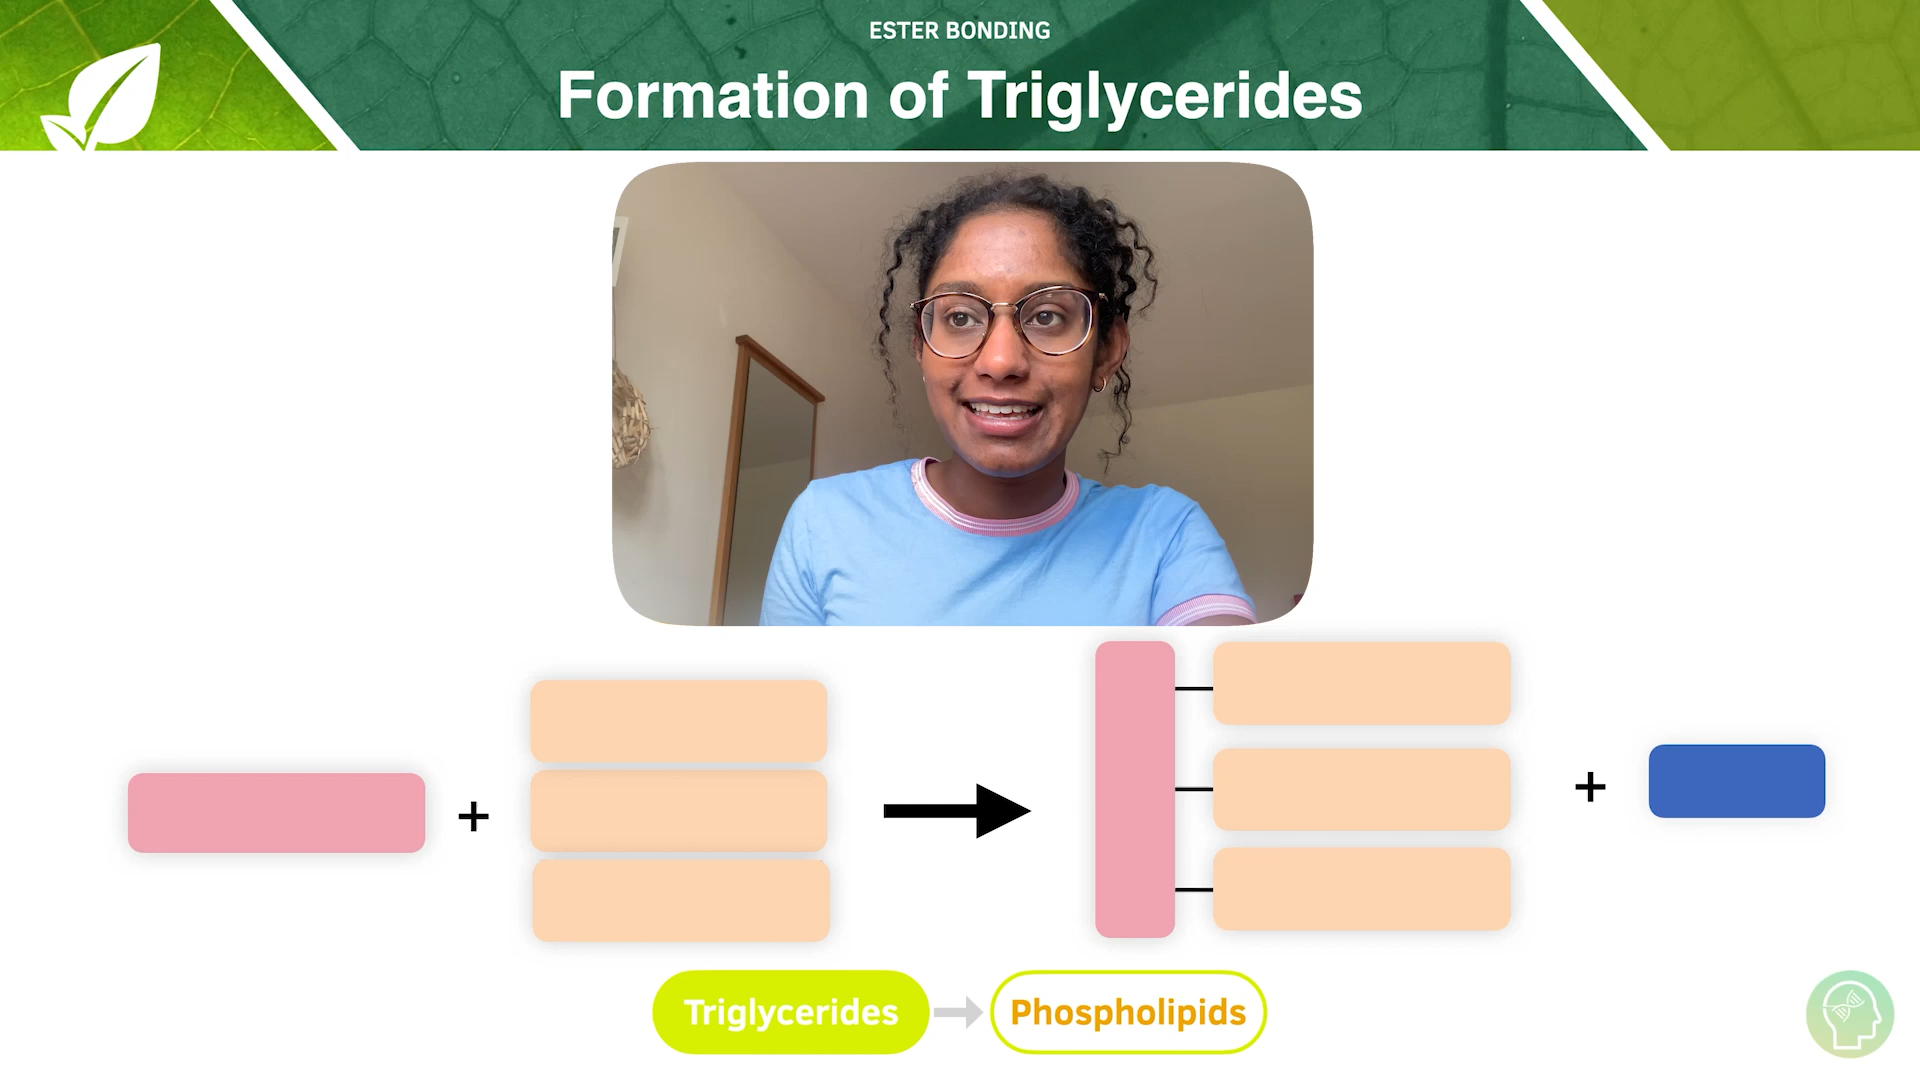 ESTER BONDING
Formation of Triglycerides
+
+
Triglycerides
Phospholipids